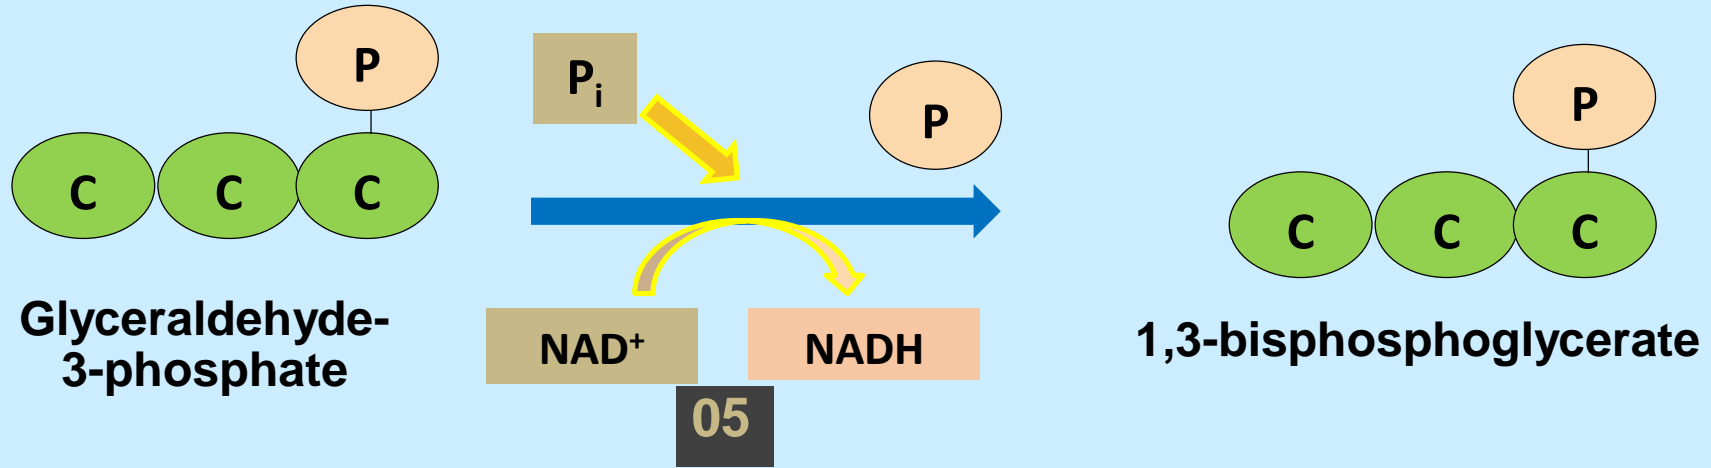 P
C C C
Glyceraldehyde-
3-phosphate
Pi
P
NAD⁺ NADH
05
P
C C C
1,3-bisphosphoglycerate